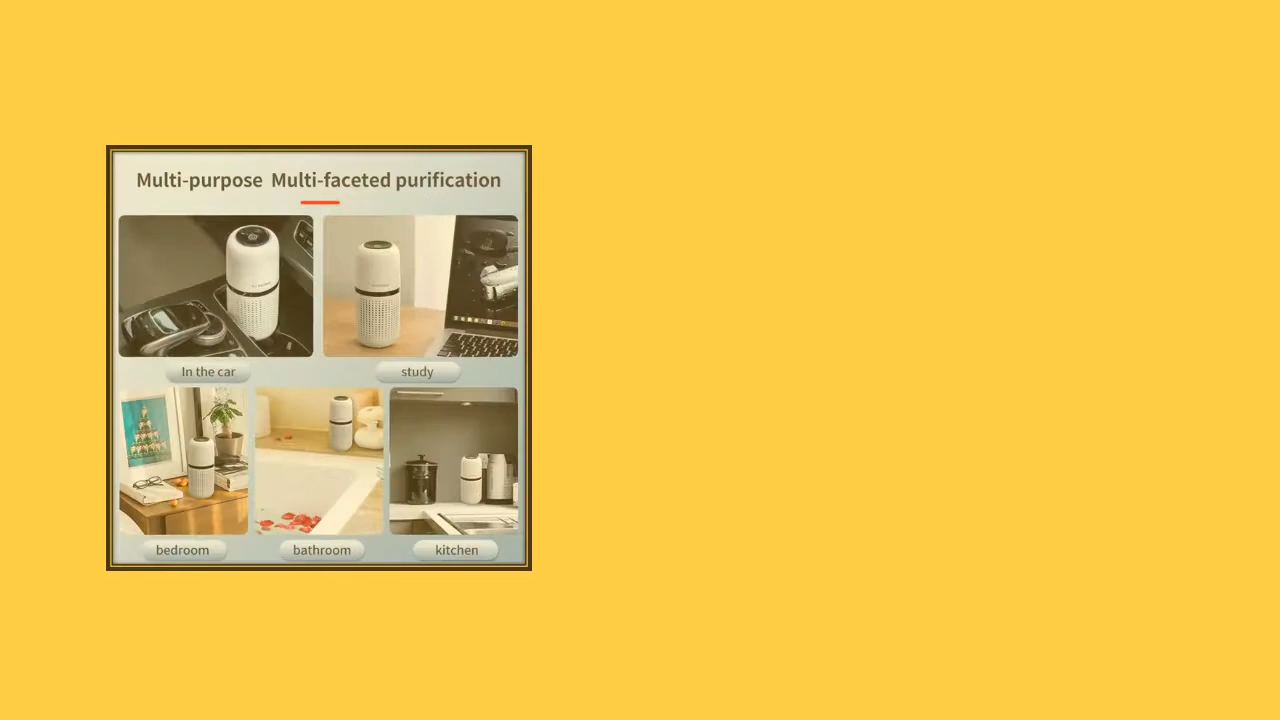 Multi-purpose Multi-faceted purification
In the car
study
bedroom
bathroom
kitchen